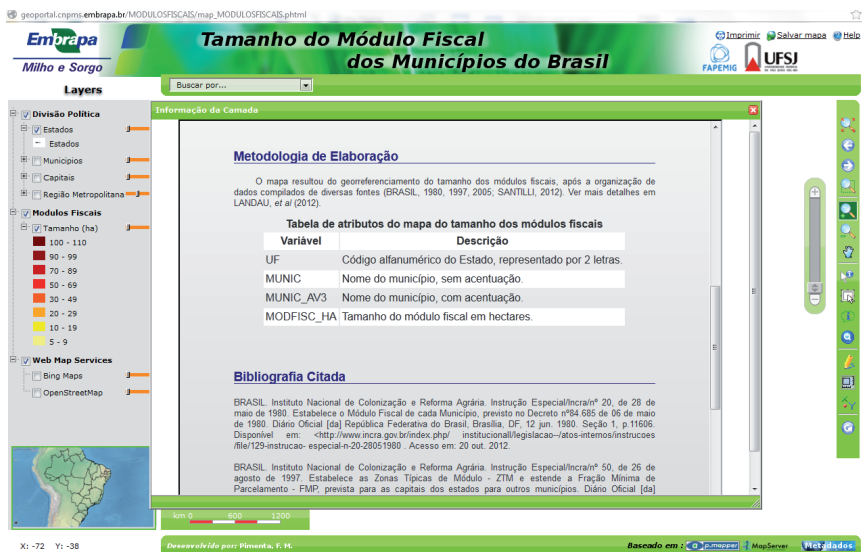 geoportal.cnpms.embrapa.br/MODULOSFISCAIS/map_MODULOSFISCAIS.phtml
Embrapa
Milho e Sorgo
Tamanho do Módulo Fiscal
dos Municípios do Brasil
Imprimir Salvar mapa Help
FAPEMIG UFSJ
Layers
Buscar por...
Divisão Política
Estados
Estados
Municipios
Capitais
Região Metropolitana
Modulos Fiscais
Tamanho (ha)
100 - 110
90 - 99
70 - 89
50 - 69
30 - 49
20 - 29
10 - 19
5 - 9
Web Map Services
Bing Maps
OpenStreetMap
Informação da Camada
Metodologia de Elaboração
O mapa resultou do georreferenciamento do tamanho dos módulos fiscais, após a organização de
dados compilados de diversas fontes (BRASIL, 1980, 1997, 2005; SANTILLI, 2012). Ver mais detalhes em
LANDAU, et al (2012).
Tabela de atributos do mapa do tamanho dos módulos fiscais
Variável Descrição
UF Código alfanumérico do Estado, representado por 2 letras.
MUNIC Nome do município, sem acentuação.
MUNIC_AV3 Nome do município, com acentuação.
MODFISC_HA Tamanho do módulo fiscal em hectares.
Bibliografia Citada
BRASIL. Instituto Nacional de Colonização e Reforma Agrária. Instrução Especial/Incra/nº 20, de 28 de
maio de 1980. Estabelece o Módulo Fiscal de cada Município, previsto no Decreto nº84.685 de 06 de maio
de 1980. Diário Oficial [da] República Federativa do Brasil, Brasília, DF, 12 jun. 1980. Seção 1, p.11606.
Disponível em: <http://www.incra.gov.br/index.php/ institucionall/legislacao--/atos-internos/instrucoes
/file/129-instrucao- especial-n-20-28051980 . Acesso em: 20 out. 2012.
BRASIL. Instituto Nacional de Colonização e Reforma Agrária. Instrução Especial/Incra/nº 50, de 26 de
agosto de 1997. Estabelece as Zonas Típicas de Módulo - ZTM e estende a Fração Mínima de
Parcelamento - FMP, prevista para as capitais dos estados para outros municípios. Diário Oficial [da]
km 0 600 1200
X: -72 Y: -38
Desenvolvido por: Pimenta, F. M.
Baseado em : p.mapper MapServer Metadados